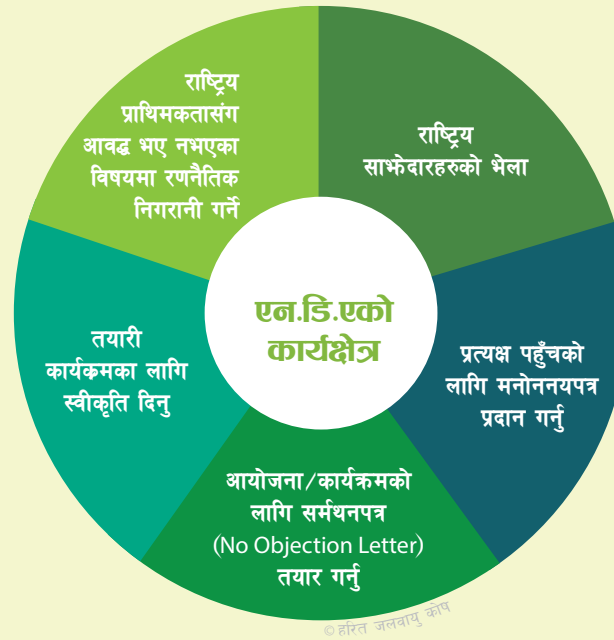 राष्ट्रिय
प्राथिमकतासंग
आवद्ध भए नभएका
विषयमा रणनैतिक
निगरानी गर्ने
राष्ट्रिय
साझेदारहरुको भेला
एन.डि.एको
कार्यक्षेत्र
तयारी
कार्यक्रमका लागि
स्वीकृति दिनु
प्रत्यक्ष पहुँचको
लागि मनोननयपत्र
प्रदान गर्नु
आयोजना/कार्यक्रमको
लागि सर्मथनपत्र
(No Objection Letter)
तयार गर्नु
©हरित जलवायु कोष